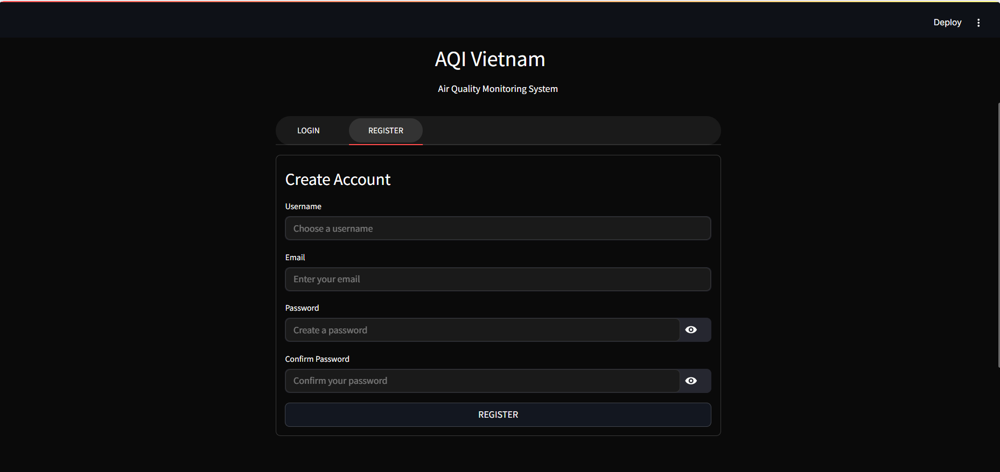 Deploy
AQI Vietnam
Air Quality Monitoring System
LOGIN REGISTER
Create Account
Username
Choose a username
Email
Enter your email
Password
Create a password
Confirm Password
Confirm your password
REGISTER